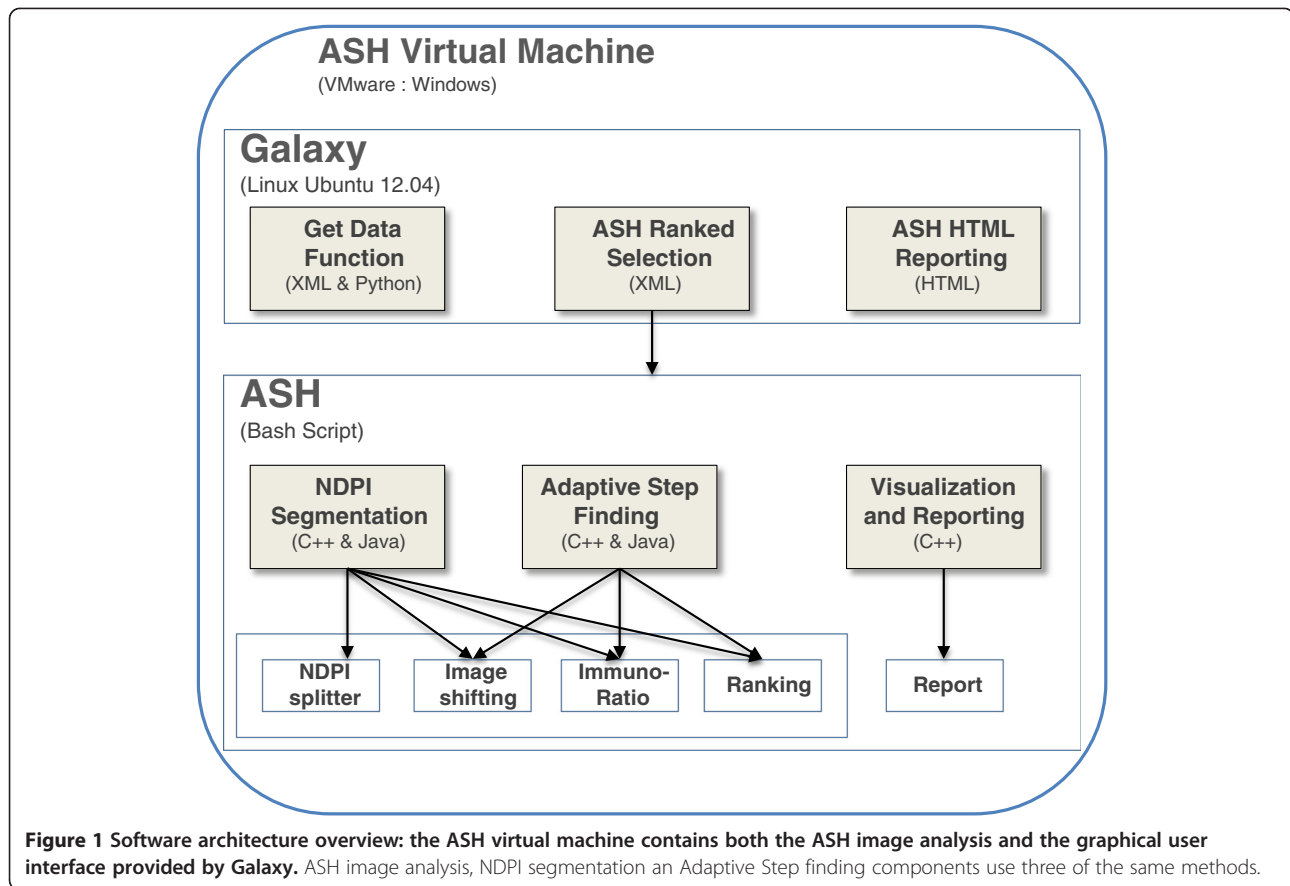 ASH Virtual Machine
(VMware : Windows)
Galaxy
(Linux Ubuntu 12.04)
Get Data
Function
(XML & Python)
ASH Ranked
Selection
(XML)
ASH HTML
Reporting
(HTML)
ASH
(Bash Script)
NDPI
Segmentation
(C++ & Java)
Adaptive Step
Finding
(C++ & Java)
Visualization
and Reporting
(C++)
NDPI
splitter
Image
shifting
Immuno-
Ratio
Ranking
Report
Figure 1 Software architecture overview: the ASH virtual machine contains both the ASH image analysis and the graphical user
interface provided by Galaxy. ASH image analysis, NDPI segmentation an Adaptive Step finding components use three of the same methods.